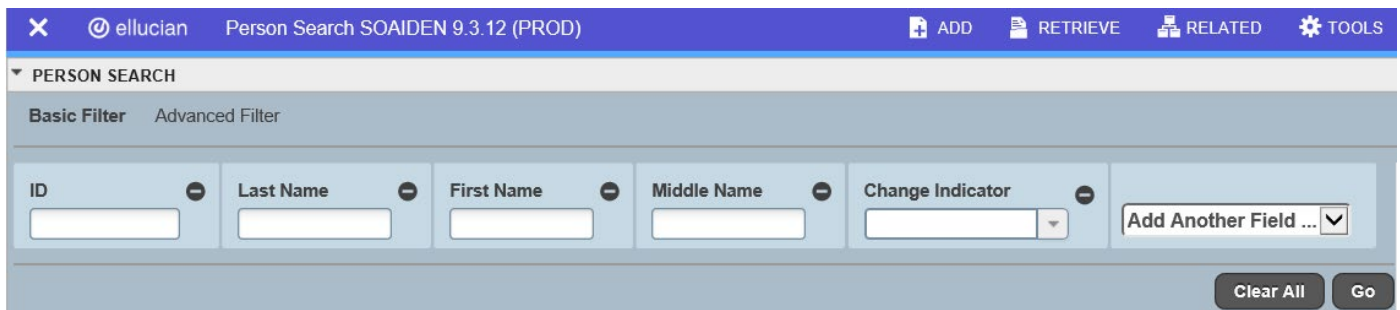 ellucian Person Search SOAIDEN 9.3.12 (PROD) ADD RETRIEVE RELATED TOOLS
PERSON SEARCH
Basic Filter Advanced Filter
ID Last Name First Name Middle Name Change Indicator
Add Another Field ...
Clear All Go